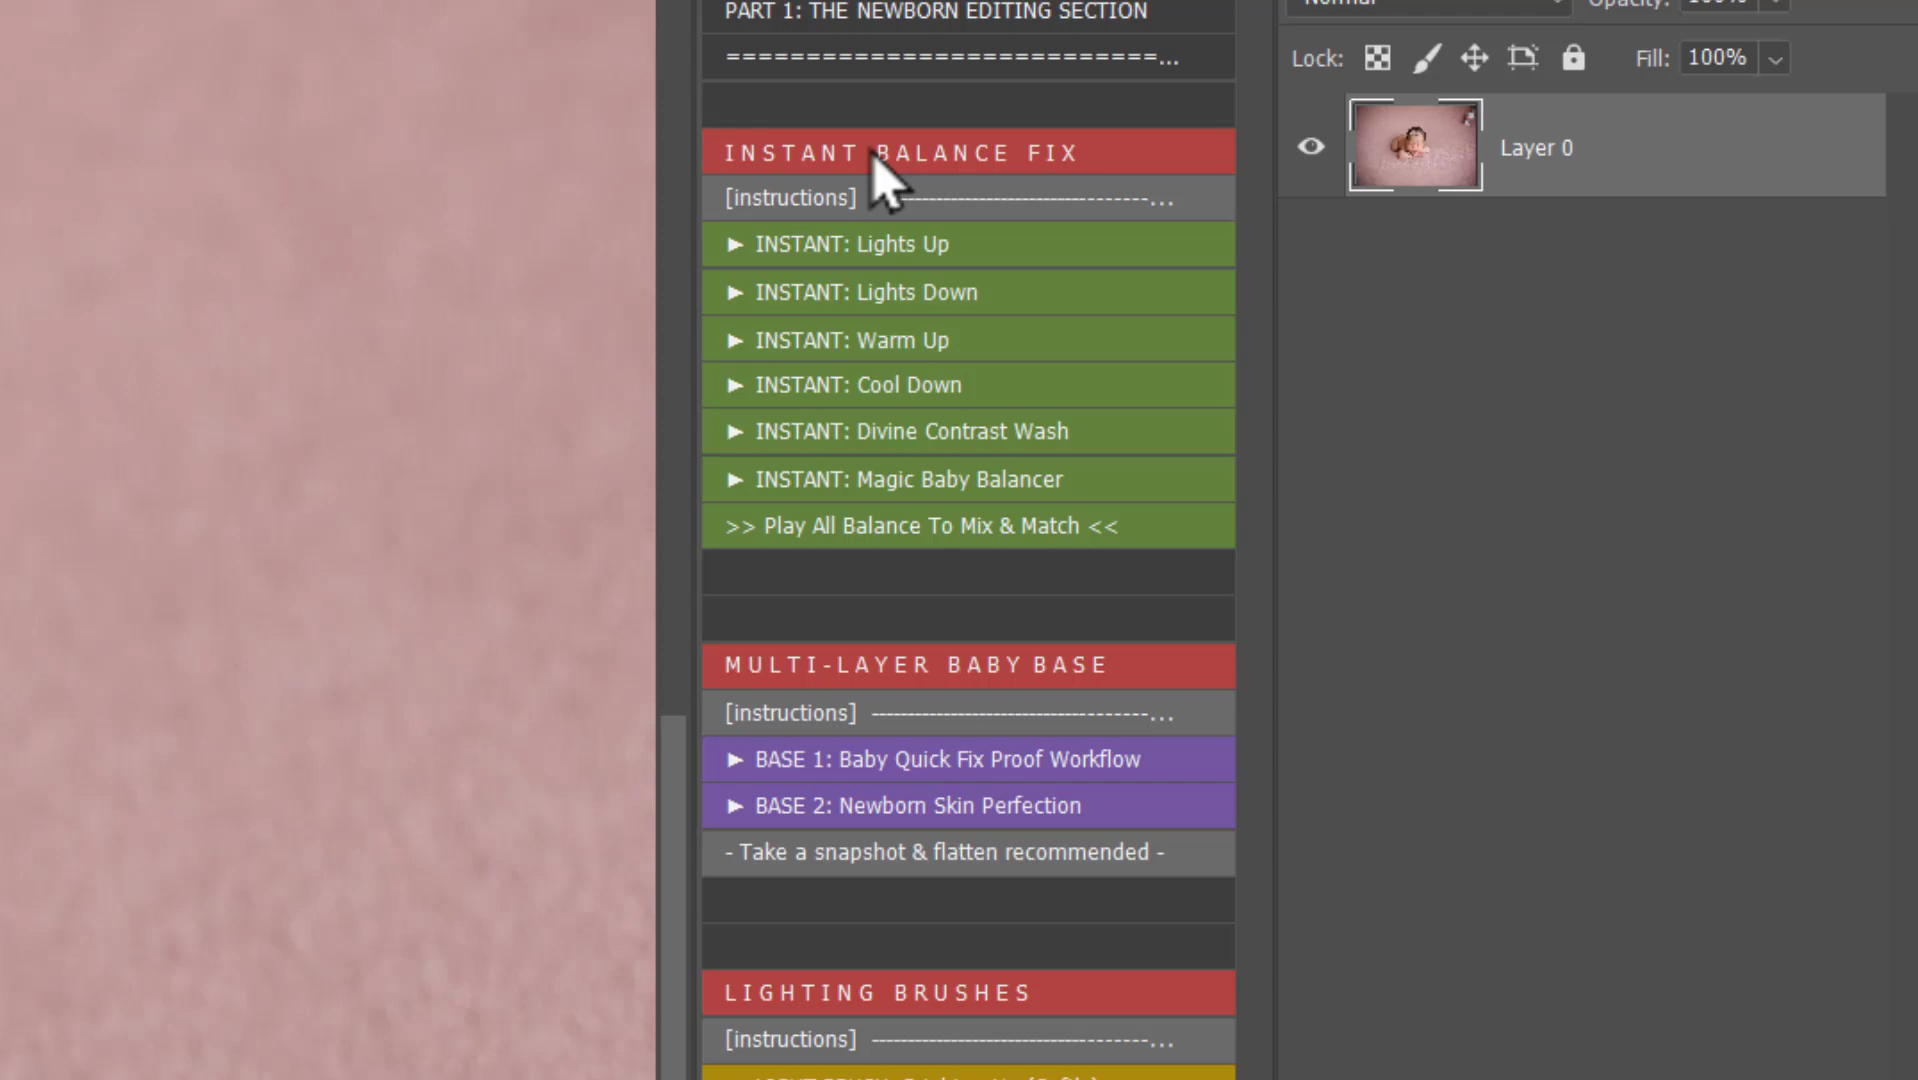 PART 1: THE NEWBORN EDITING SECTION
===========================...
INSTANT BALANCE FIX
[instructions] -------------------------------...
► INSTANT: Lights Up
► INSTANT: Lights Down
► INSTANT: Warm Up
► INSTANT: Cool Down
► INSTANT: Divine Contrast Wash
► INSTANT: Magic Baby Balancer
>> Play All Balance To Mix & Match <<
MULTI-LAYER BABY BASE
[instructions] -------------------------------...
► BASE 1: Baby Quick Fix Proof Workflow
► BASE 2: Newborn Skin Perfection
- Take a snapshot & flatten recommended -
LIGHTING BRUSHES
[instructions] -------------------------------...
Normal
Opacity: 100%
Lock:
Fill: 100%
Layer 0